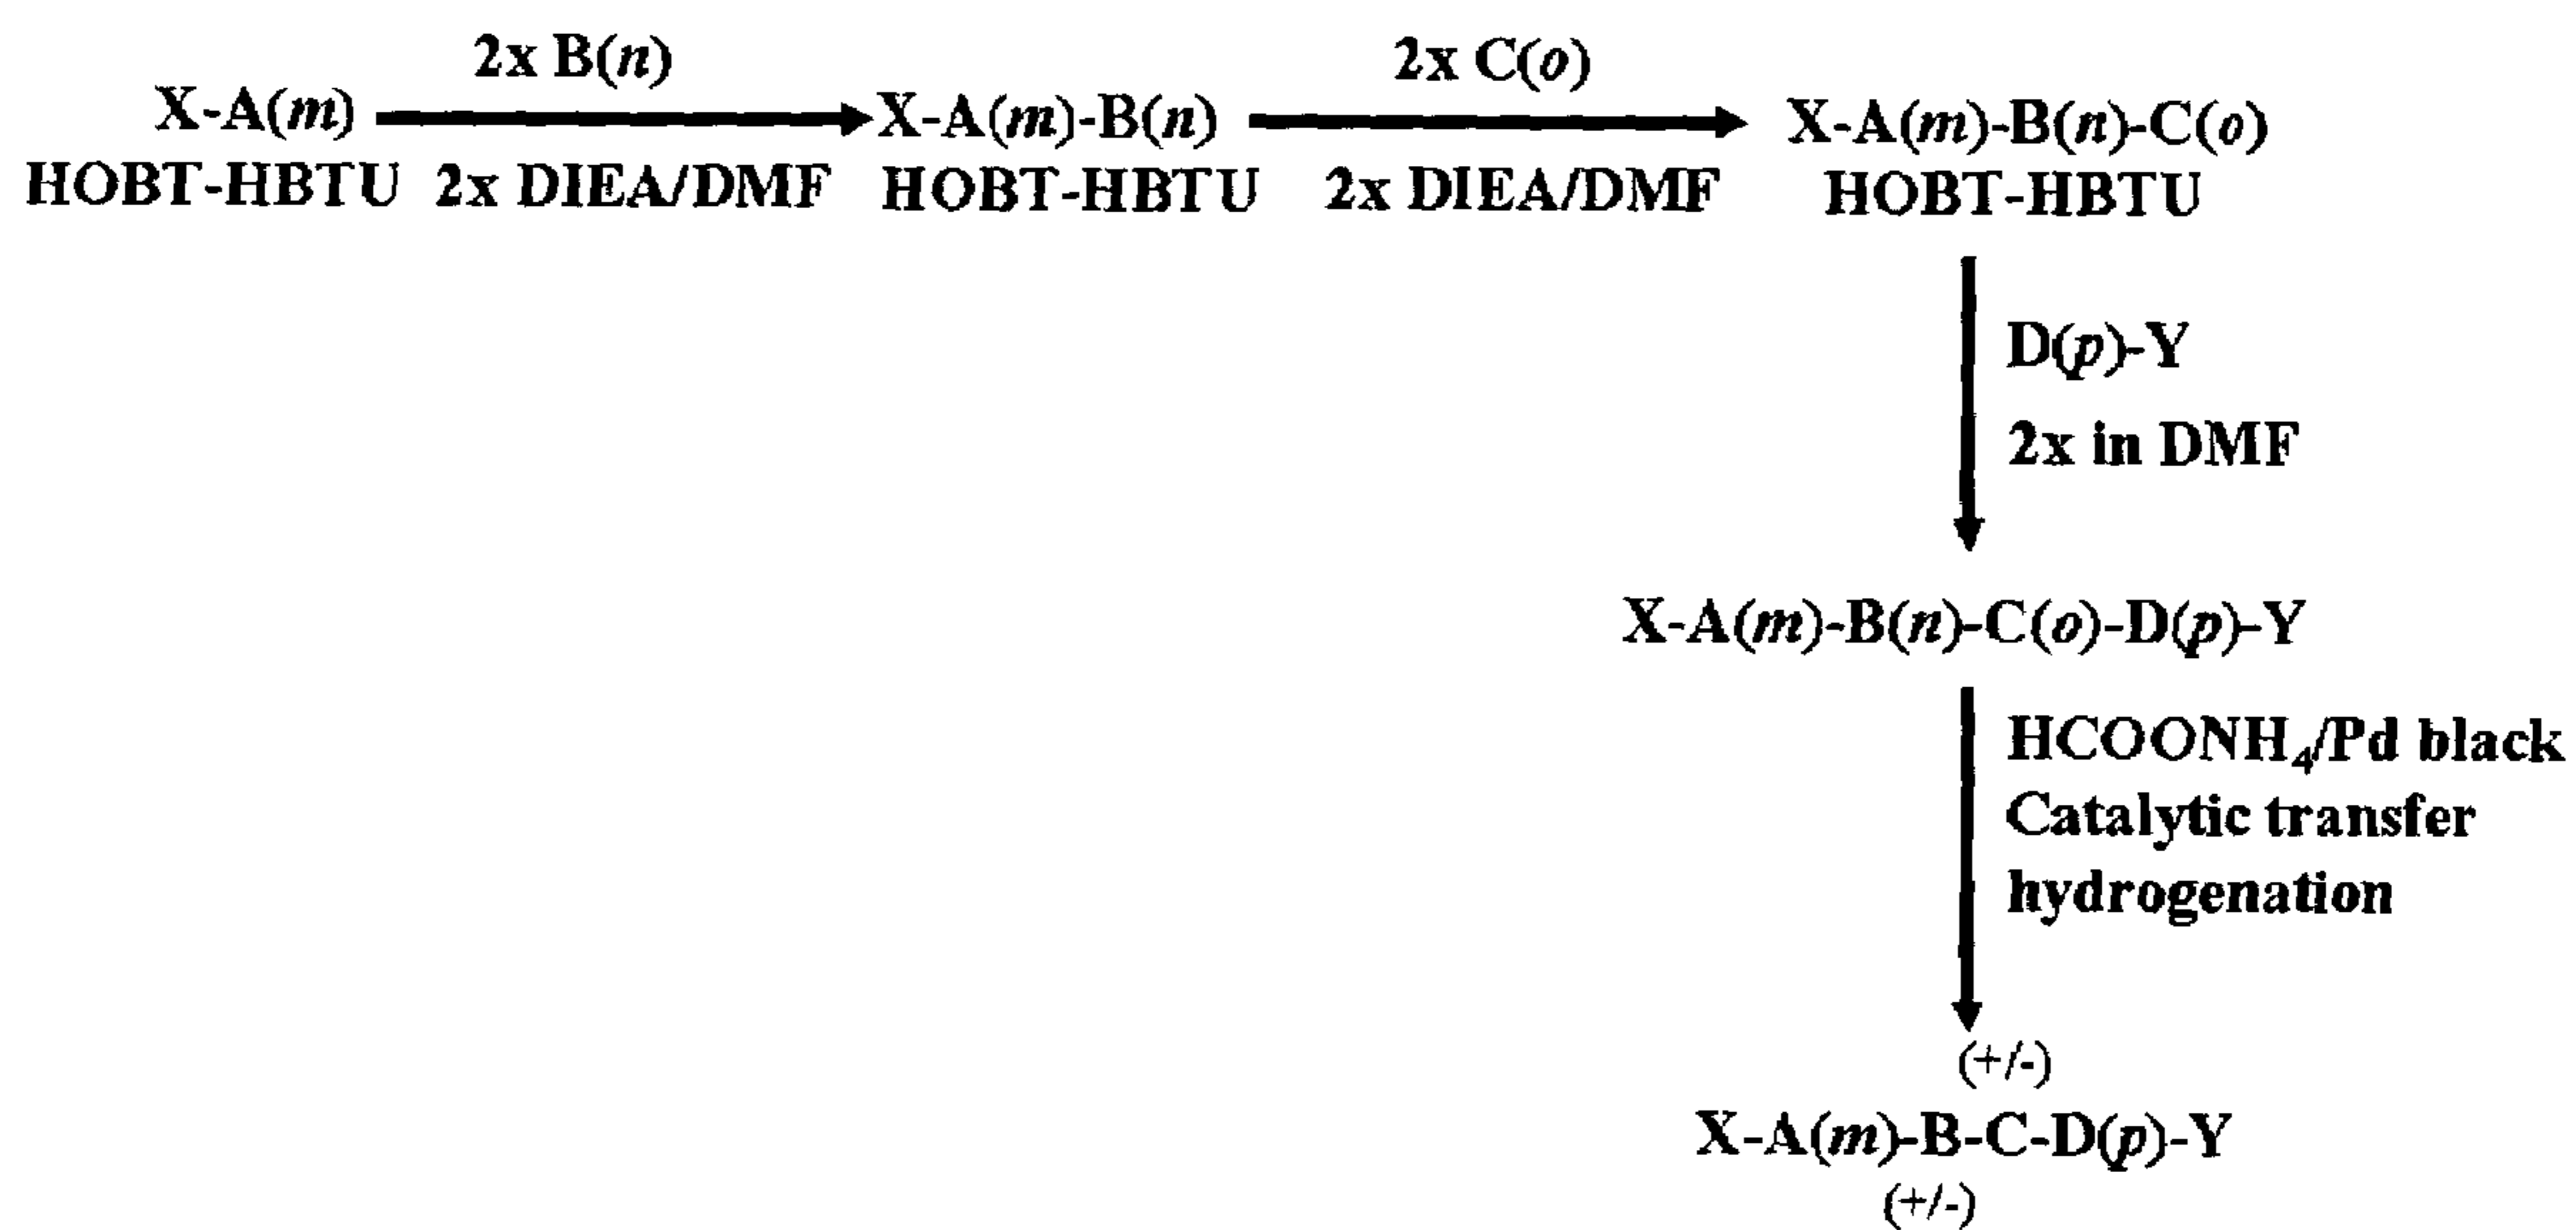 2x B(n)
2x C(o)
X-A(m)
X-A(m)-B(n)
X-A(m)-B(n)-C(o)
HOBT-HBTU
2x DIEA/DMF
HOBT-HBTU
2x DIEA/DMF
HOBT-HBTU
D(p)-Y
2x in DMF
X-A(m)-B(n)-C(o)-D(p)-Y
HCOONH₄/Pd black
Catalytic transfer
hydrogenation
(+/-)
X-A(m)-B-C-D(p)-Y
(+/-)